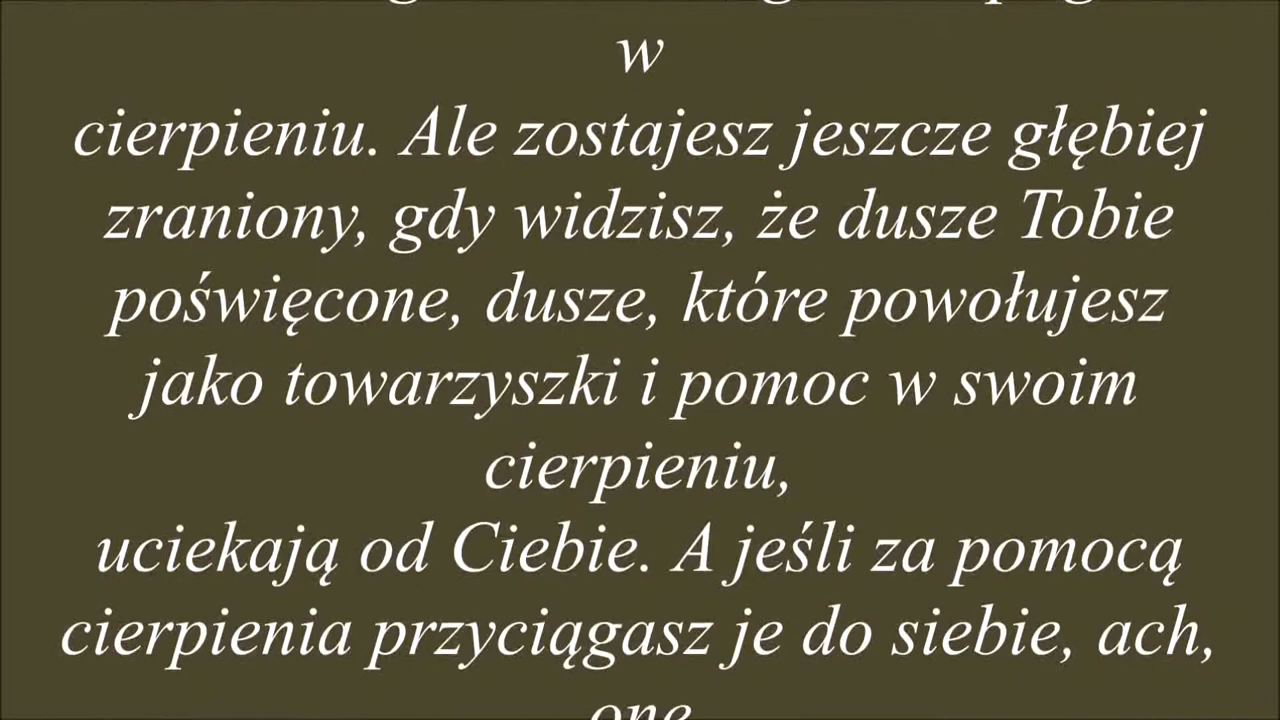 w
cierpieniu. Ale zostajesz jeszcze głębiej
zraniony, gdy widzisz, że dusze Tobie
poświęcone, dusze, które powołujesz
jako towarzyszki i pomoc w swoim
cierpieniu,
uciekają od Ciebie. A jeśli za pomocą
cierpienia przyciągasz je do siebie, ach,
one